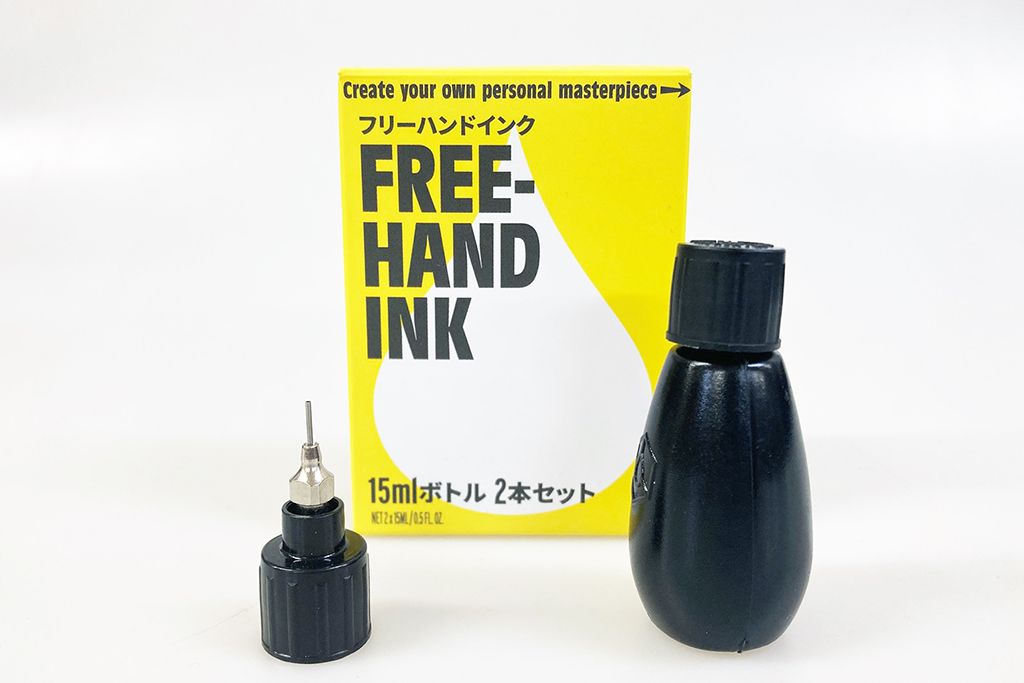 Create your own personal masterpiece→
フリーハンドインク
FREE-
HAND
INK
15mlボトル 2本セット
NET 2 x 15ML / 0.5 FL. OZ.